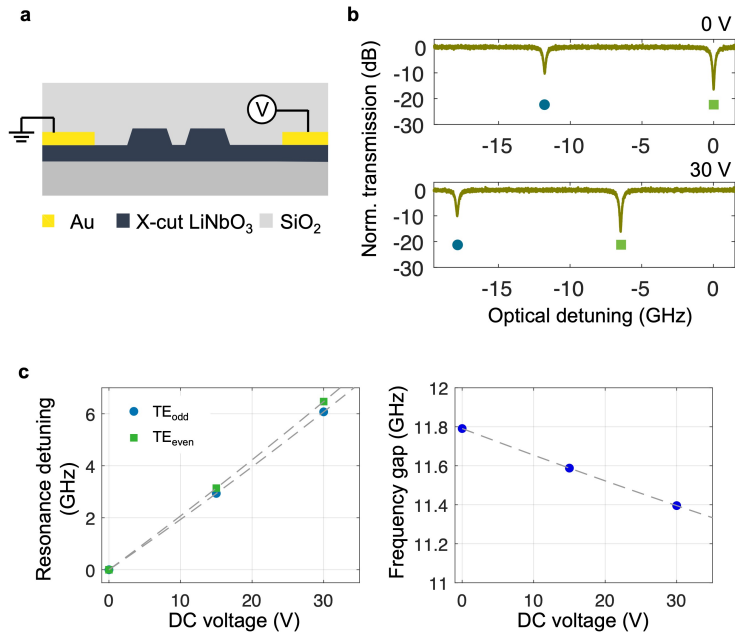 a
V
Au
X-cut LiNbO3
SiO2
b
Norm. transmission (dB)
0 V
0
-10
-20
-30
-15
-10
-5
0
30 V
0
-10
-20
-30
-15
-10
-5
0
Optical detuning (GHz)
c
Resonance detuning
(GHz)
6
4
2
0
TEodd
TEeven
0
10
20
30
DC voltage (V)
Frequency gap (GHz)
12
11.8
11.6
11.4
11.2
11
0
10
20
30
DC voltage (V)